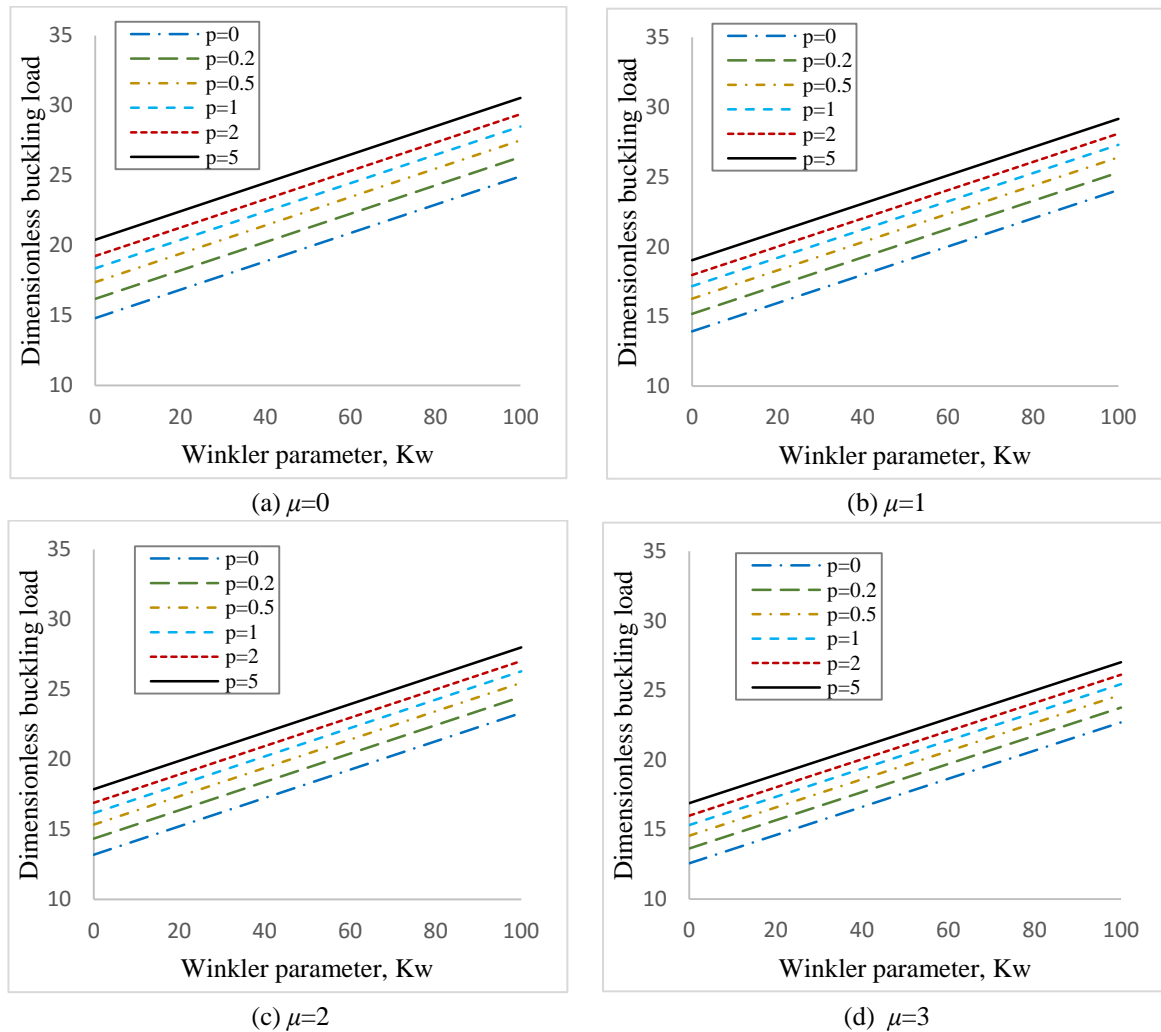 35
30
25
20
15
10
Dimensionless buckling load
p=0
p=0.2
p=0.5
p=1
p=2
p=5
0 20 40 60 80 100
Winkler parameter, Kw
(a) μ=0
35
30
25
20
15
10
Dimensionless buckling load
p=0
p=0.2
p=0.5
p=1
p=2
p=5
0 20 40 60 80 100
Winkler parameter, Kw
(b) μ=1
35
30
25
20
15
10
Dimensionless buckling load
p=0
p=0.2
p=0.5
p=1
p=2
p=5
0 20 40 60 80 100
Winkler parameter, Kw
(c) μ=2
35
30
25
20
15
10
Dimensionless buckling load
p=0
p=0.2
p=0.5
p=1
p=2
p=5
0 20 40 60 80 100
Winkler parameter, Kw
(d) μ=3